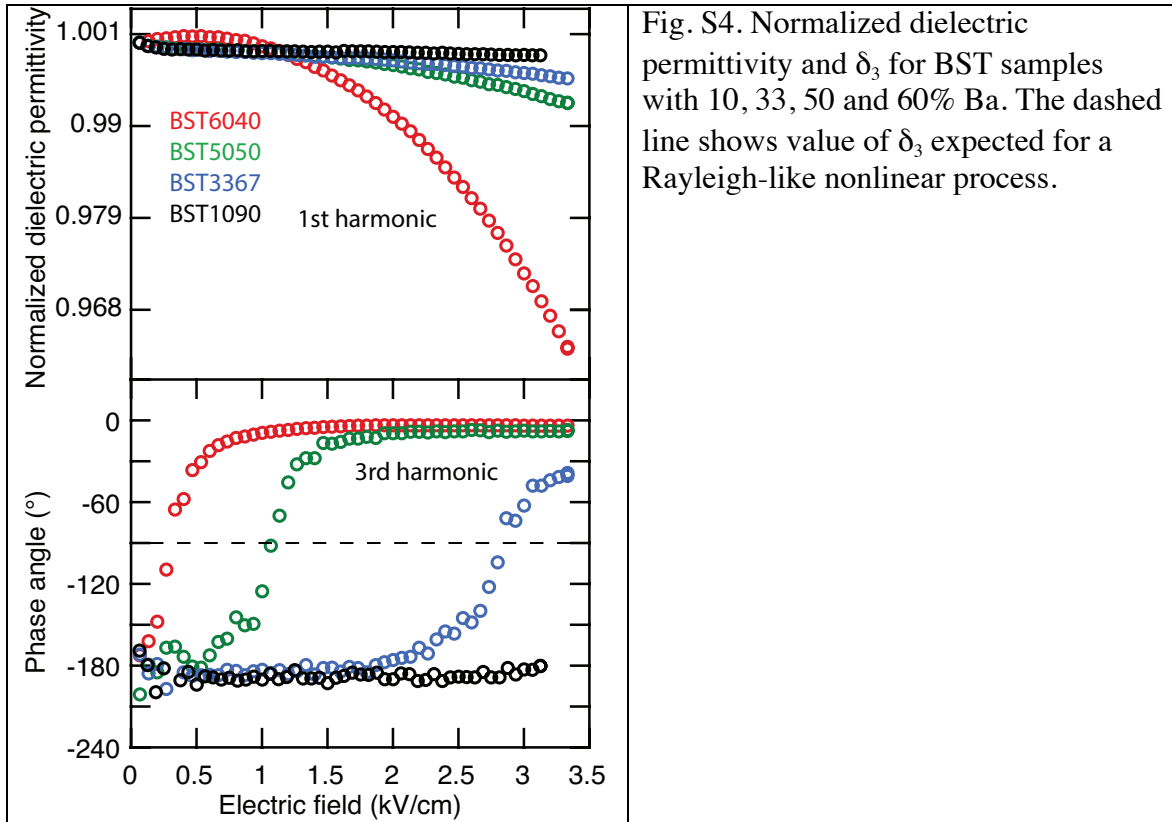 Normalized dielectric permittivity
1.001
0.99
0.979
0.968
BST6040
BST5050
BST3367
BST1090
1st harmonic
Phase angle (°)
0
-60
-120
-180
-240
3rd harmonic
0 0.5 1 1.5 2 2.5 3 3.5
Electric field (kV/cm)
Fig. S4. Normalized dielectric
permittivity and δ₃ for BST samples
with 10, 33, 50 and 60% Ba. The dashed
line shows value of δ₃ expected for a
Rayleigh-like nonlinear process.